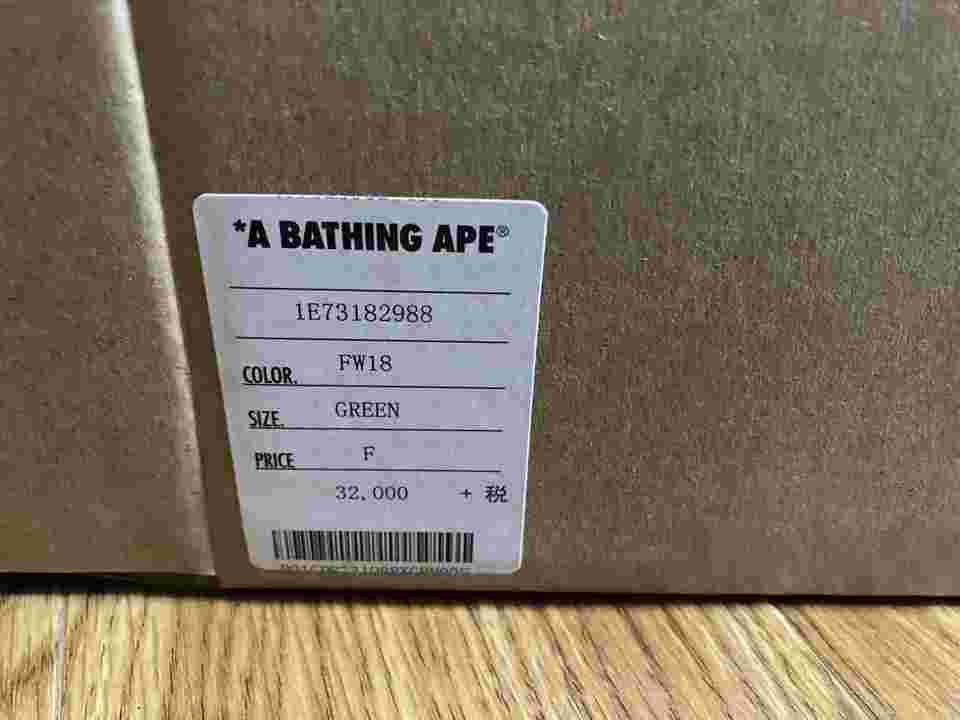 *A BATHING APE®
1E73182988
COLOR. FW18
SIZE. GREEN
PRICE F
32,000 + 税